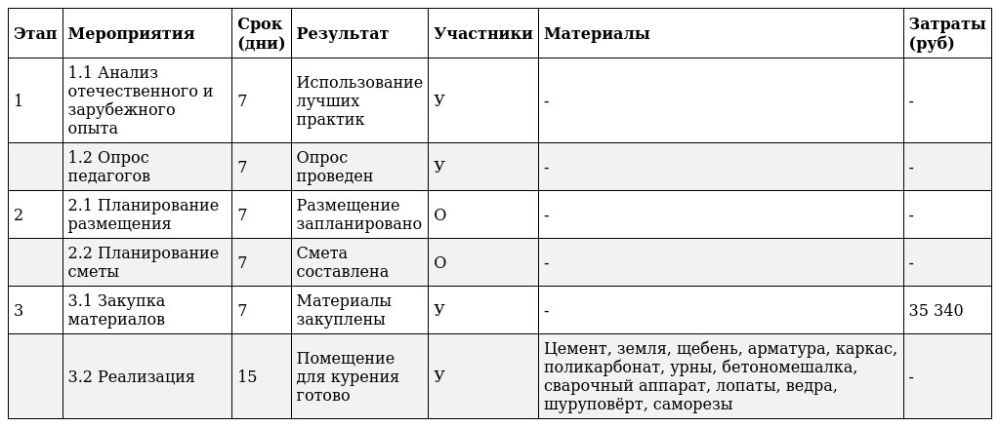 Этап Мероприятия Срок (дни) Результат Участники Материалы Затраты (руб)
1 1.1 Анализ отечественного и зарубежного опыта 7 Использование лучших практик У - -
1.2 Опрос педагогов 7 Опрос проведен У - -
2 2.1 Планирование размещения 7 Размещение запланировано О - -
2.2 Планирование сметы 7 Смета составлена О - -
3 3.1 Закупка материалов 7 Материалы закуплены У - 35 340
3.2 Реализация 15 Помещение для курения готово У Цемент, земля, щебень, арматура, каркас, поликарбонат, урны, бетономешалка, сварочный аппарат, лопаты, ведра, шуруповёрт, саморезы -